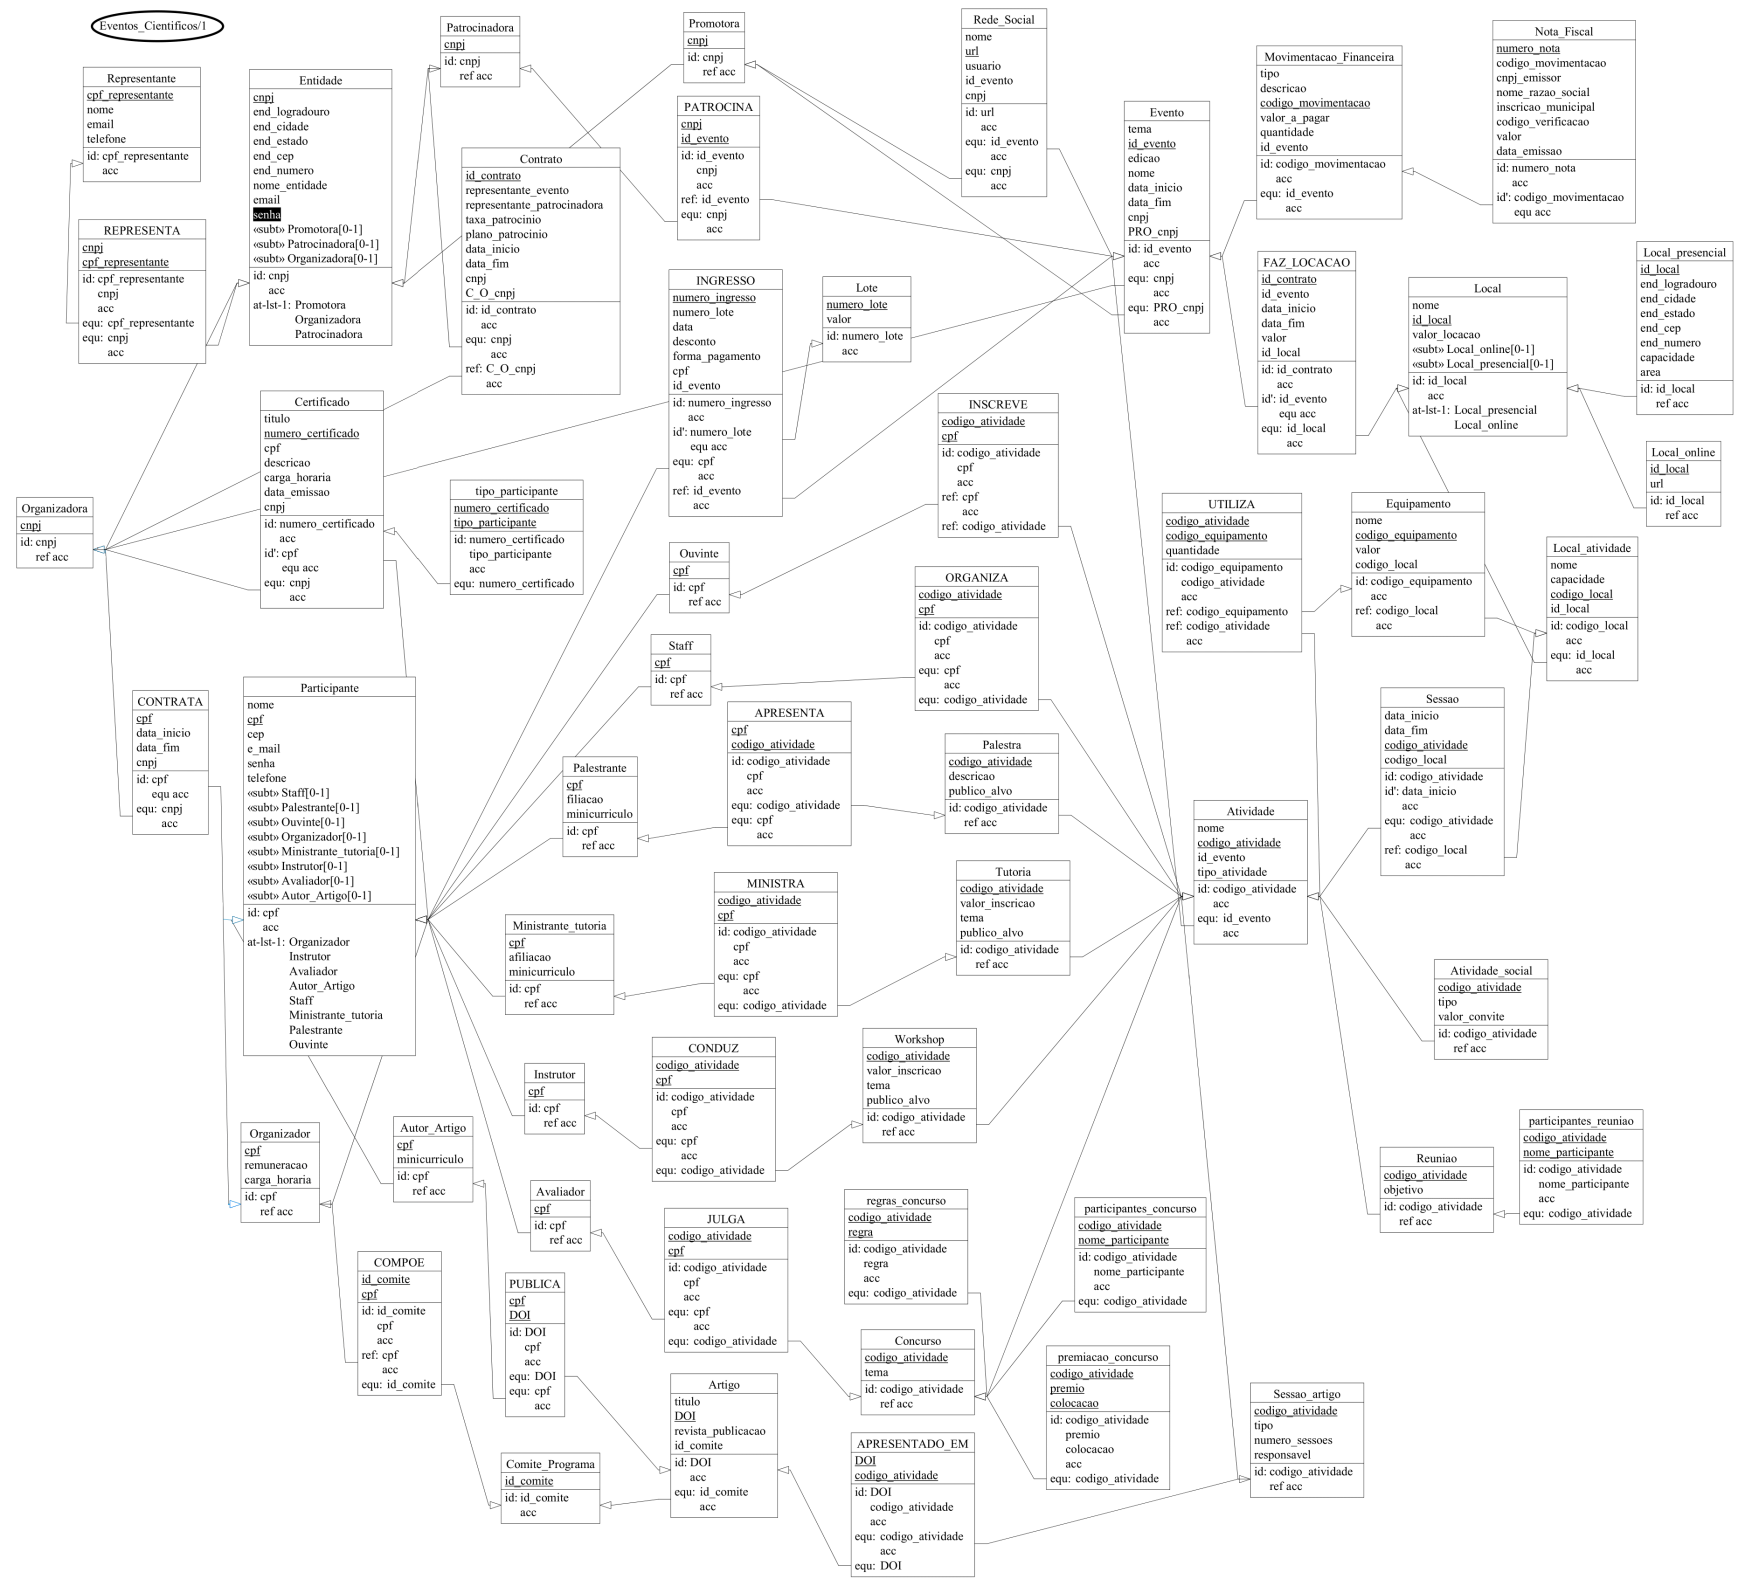 Eventos_Cientificos/1
Representante
cpf_representante
nome
email
telefone
id: cpf_representante
acc
REPRESENTA
cnpj
cpf_representante
id: cpf_representante
cnpj
acc
equ: cpf_representante
equ: cnpj
acc
Entidade
cnpj
end_logradouro
end_cidade
end_estado
end_cep
end_numero
nome_entidade
email
senha
«subt» Promotora[0-1]
«subt» Patrocinadora[0-1]
«subt» Organizadora[0-1]
id: cnpj
acc
at-lst-1: Promotora
Organizadora
Patrocinadora
Patrocinadora
cnpj
id: cnpj
ref acc
Contrato
id_contrato
representante_evento
representante_patrocinadora
taxa_patrocinio
plano_patrocinio
data_inicio
data_fim
cnpj
C_O_cnpj
id: id_contrato
acc
equ: cnpj
acc
ref: C_O_cnpj
acc
Promotora
cnpj
id: cnpj
ref acc
PATROCINA
cnpj
id_evento
id: id_evento
cnpj
acc
ref: id_evento
equ: cnpj
acc
Rede_Social
nome
url
usuario
id_evento
cnpj
id: url
acc
equ: id_evento
acc
equ: cnpj
acc
Evento
tema
id_evento
edicao
nome
data_inicio
data_fim
cnpj
PRO_cnpj
id: id_evento
acc
equ: cnpj
acc
equ: PRO_cnpj
acc
Movimentacao_Financeira
tipo
descricao
codigo_movimentacao
valor_a_pagar
quantidade
id_evento
id: codigo_movimentacao
acc
equ: id_evento
acc
Nota_Fiscal
numero_nota
codigo_movimentacao
cnpj_emissor
nome_razao_social
inscricao_municipal
codigo_verificacao
valor
data_emissao
id: numero_nota
acc
id': codigo_movimentacao
equ acc
FAZ_LOCACAO
id_contrato
id_evento
data_inicio
data_fim
valor
id_local
id: id_contrato
acc
id': id_evento
equ acc
equ: id_local
acc
Local
nome
id_local
valor_locacao
«subt» Local_online[0-1]
«subt» Local_presencial[0-1]
id: id_local
acc
at-lst-1: Local_presencial
Local_online
Local_presencial
id_local
end_logradouro
end_cidade
end_estado
end_cep
end_numero
capacidade
area
id: id_local
ref acc
Local_online
id_local
url
id: id_local
ref acc
INGRESSO
numero_ingresso
numero_lote
data
desconto
forma_pagamento
cpf
id_evento
id: numero_ingresso
acc
id': numero_lote
equ acc
equ: cpf
acc
ref: id_evento
acc
Lote
numero_lote
valor
id: numero_lote
acc
Certificado
titulo
numero_certificado
cpf
descricao
carga_horaria
data_emissao
cnpj
id: numero_certificado
acc
id': cpf
equ acc
equ: cnpj
acc
tipo_participante
numero_certificado
tipo_participante
id: numero_certificado
tipo_participante
acc
equ: numero_certificado
Organizadora
cnpj
id: cnpj
ref acc
INSCREVE
codigo_atividade
cpf
id: codigo_atividade
cpf
acc
ref: cpf
acc
ref: codigo_atividade
Ouvinte
cpf
id: cpf
ref acc
ORGANIZA
codigo_atividade
cpf
id: codigo_atividade
cpf
acc
equ: cpf
acc
equ: codigo_atividade
Staff
cpf
id: cpf
ref acc
UTILIZA
codigo_atividade
codigo_equipamento
quantidade
id: codigo_equipamento
codigo_atividade
acc
ref: codigo_equipamento
ref: codigo_atividade
acc
Equipamento
nome
codigo_equipamento
valor
codigo_local
id: codigo_equipamento
acc
ref: codigo_local
acc
Local_atividade
nome
capacidade
codigo_local
id_local
id: codigo_local
acc
equ: id_local
acc
CONTRATA
cpf
data_inicio
data_fim
cnpj
id: cpf
equ acc
equ: cnpj
acc
Participante
nome
cpf
cep
e_mail
senha
telefone
«subt» Staff[0-1]
«subt» Palestrante[0-1]
«subt» Ouvinte[0-1]
«subt» Organizador[0-1]
«subt» Ministrante_tutoria[0-1]
«subt» Instrutor[0-1]
«subt» Avaliador[0-1]
«subt» Autor_Artigo[0-1]
id: cpf
acc
at-lst-1: Organizador
Instrutor
Avaliador
Autor_Artigo
Staff
Ministrante_tutoria
Palestrante
Ouvinte
Palestrante
cpf
filiacao
minicurriculo
id: cpf
ref acc
APRESENTA
cpf
codigo_atividade
id: codigo_atividade
cpf
acc
equ: codigo_atividade
equ: cpf
acc
Palestra
codigo_atividade
descricao
publico_alvo
id: codigo_atividade
ref acc
Sessao
data_inicio
data_fim
codigo_atividade
codigo_local
id: codigo_atividade
id': data_inicio
acc
equ: codigo_atividade
acc
ref: codigo_local
acc
Atividade
nome
codigo_atividade
id_evento
tipo_atividade
id: codigo_atividade
acc
equ: id_evento
acc
Ministrante_tutoria
cpf
afiliacao
minicurriculo
id: cpf
ref acc
MINISTRA
codigo_atividade
cpf
id: codigo_atividade
cpf
acc
equ: cpf
acc
equ: codigo_atividade
Tutoria
codigo_atividade
valor_inscricao
tema
publico_alvo
id: codigo_atividade
ref acc
Atividade_social
codigo_atividade
tipo
valor_convite
id: codigo_atividade
ref acc
Instrutor
cpf
id: cpf
ref acc
CONDUZ
codigo_atividade
cpf
id: codigo_atividade
cpf
acc
equ: cpf
acc
equ: codigo_atividade
Workshop
codigo_atividade
valor_inscricao
tema
publico_alvo
id: codigo_atividade
ref acc
Organizador
cpf
remuneracao
carga_horaria
id: cpf
ref acc
Autor_Artigo
cpf
minicurriculo
id: cpf
ref acc
Reuniao
codigo_atividade
objetivo
id: codigo_atividade
ref acc
participantes_reuniao
codigo_atividade
nome_participante
id: codigo_atividade
nome_participante
acc
equ: codigo_atividade
Avaliador
cpf
id: cpf
ref acc
JULGA
codigo_atividade
cpf
id: codigo_atividade
cpf
acc
equ: cpf
acc
equ: codigo_atividade
regras_concurso
codigo_atividade
regra
id: codigo_atividade
regra
acc
equ: codigo_atividade
participantes_concurso
codigo_atividade
nome_participante
id: codigo_atividade
nome_participante
acc
equ: codigo_atividade
COMPOE
id_comite
cpf
id: id_comite
cpf
acc
ref: cpf
acc
equ: id_comite
PUBLICA
cpf
DOI
id: DOI
cpf
acc
equ: DOI
equ: cpf
acc
Concurso
codigo_atividade
tema
id: codigo_atividade
ref acc
premiacao_concurso
codigo_atividade
premio
colocacao
id: codigo_atividade
premio
colocacao
acc
equ: codigo_atividade
Artigo
titulo
DOI
revista_publicacao
id_comite
id: DOI
acc
equ: id_comite
acc
Comite_Programa
id_comite
id: id_comite
acc
APRESENTADO_EM
DOI
codigo_atividade
id: DOI
codigo_atividade
acc
equ: codigo_atividade
acc
equ: DOI
Sessao_artigo
codigo_atividade
tipo
numero_sessoes
responsavel
id: codigo_atividade
ref acc